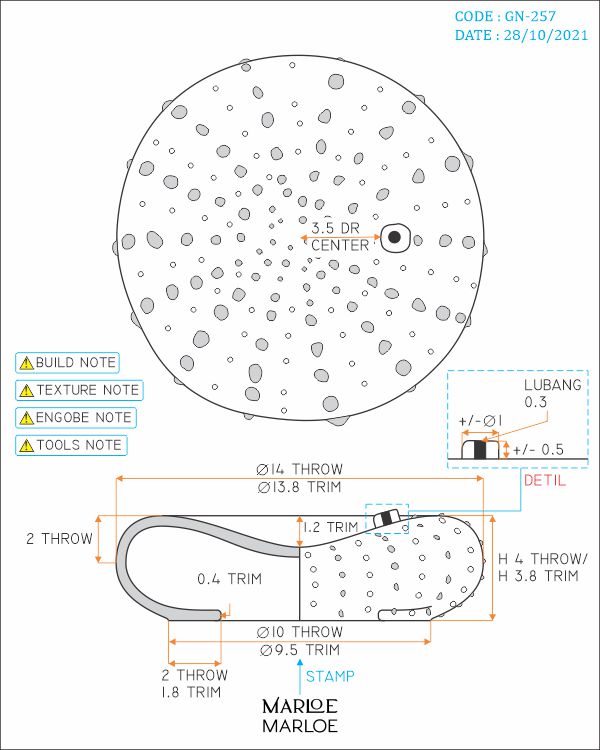 CODE : GN-257
DATE : 28/10/2021
3.5 DR
CENTER
BUILD NOTE
TEXTURE NOTE
ENGOBE NOTE
TOOLS NOTE
LUBANG
0.3
+/-Ø1
+/- 0.5
DETIL
Ø14 THROW
Ø13.8 TRIM
2 THROW
1.2 TRIM
0.4 TRIM
H 4 THROW/
H 3.8 TRIM
Ø10 THROW
Ø9.5 TRIM
2 THROW
1.8 TRIM
STAMP
MARLOE
MARLOE